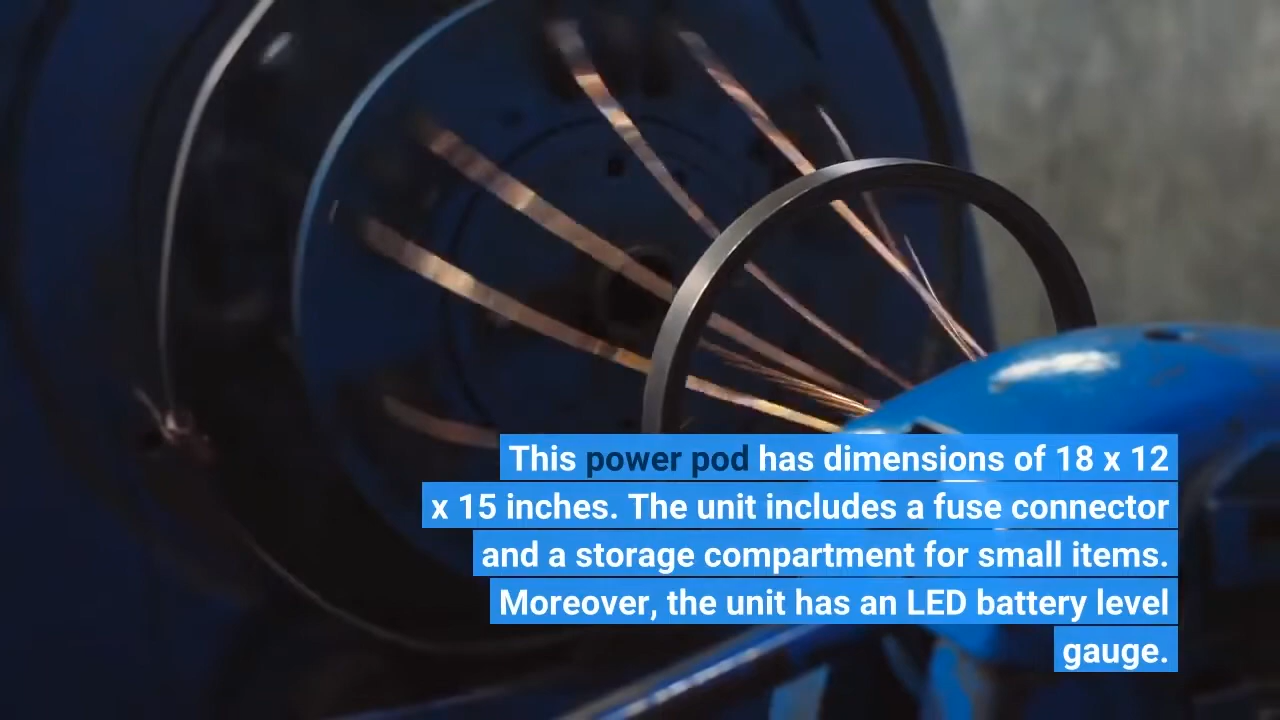 This power pod has dimensions of 18 x 12
x 15 inches. The unit includes a fuse connector
and a storage compartment for small items.
Moreover, the unit has an LED battery level
gauge.